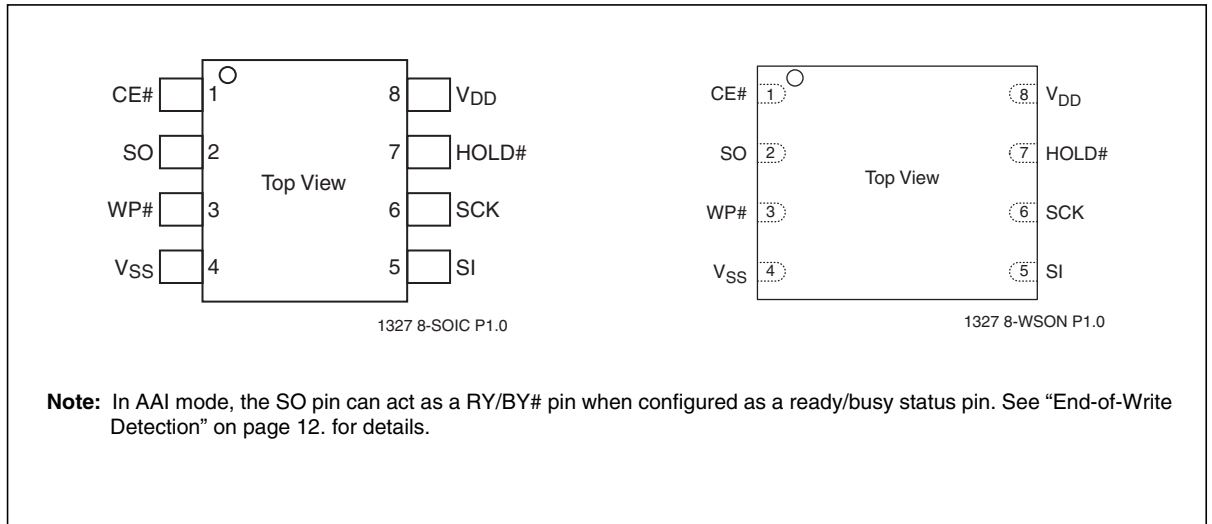 CE# 1 8 VDD
SO 2 7 HOLD#
Top View
WP# 3 6 SCK
VSS 4 5 SI
1327 8-SOIC P1.0
CE# 1 8 VDD
SO 2 7 HOLD#
Top View
WP# 3 6 SCK
VSS 4 5 SI
1327 8-WSON P1.0
Note: In AAI mode, the SO pin can act as a RY/BY# pin when configured as a ready/busy status pin. See “End-of-Write
Detection” on page 12. for details.